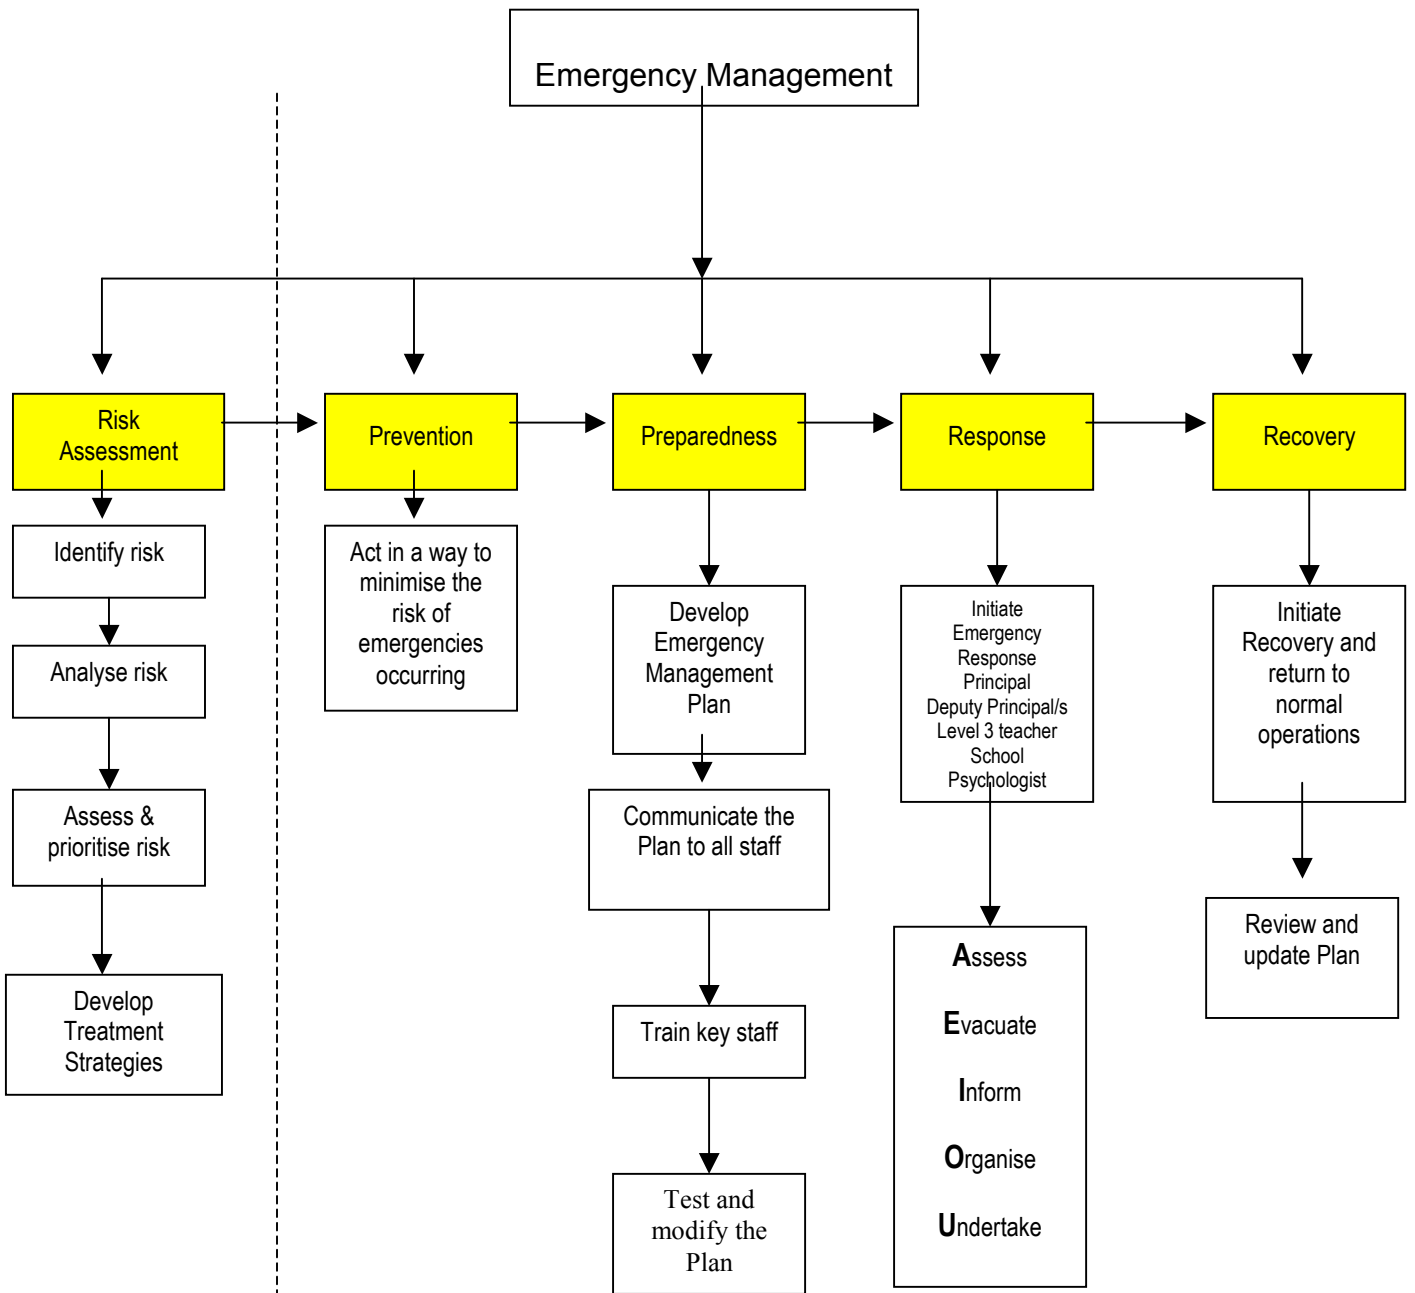 Emergency Management
Risk
Assessment
Prevention
Preparedness
Response
Recovery
Identify risk
Analyse risk
Assess &
prioritise risk
Develop
Treatment
Strategies
Act in a way to
minimise the
risk of
emergencies
occurring
Develop
Emergency
Management
Plan
Communicate the
Plan to all staff
Train key staff
Test and
modify the
Plan
Initiate
Emergency
Response
Principal
Deputy Principal/s
Level 3 teacher
School
Psychologist
Assess
Evacuate
Inform
Organise
Undertake
Initiate
Recovery and
return to
normal
operations
Review and
update Plan